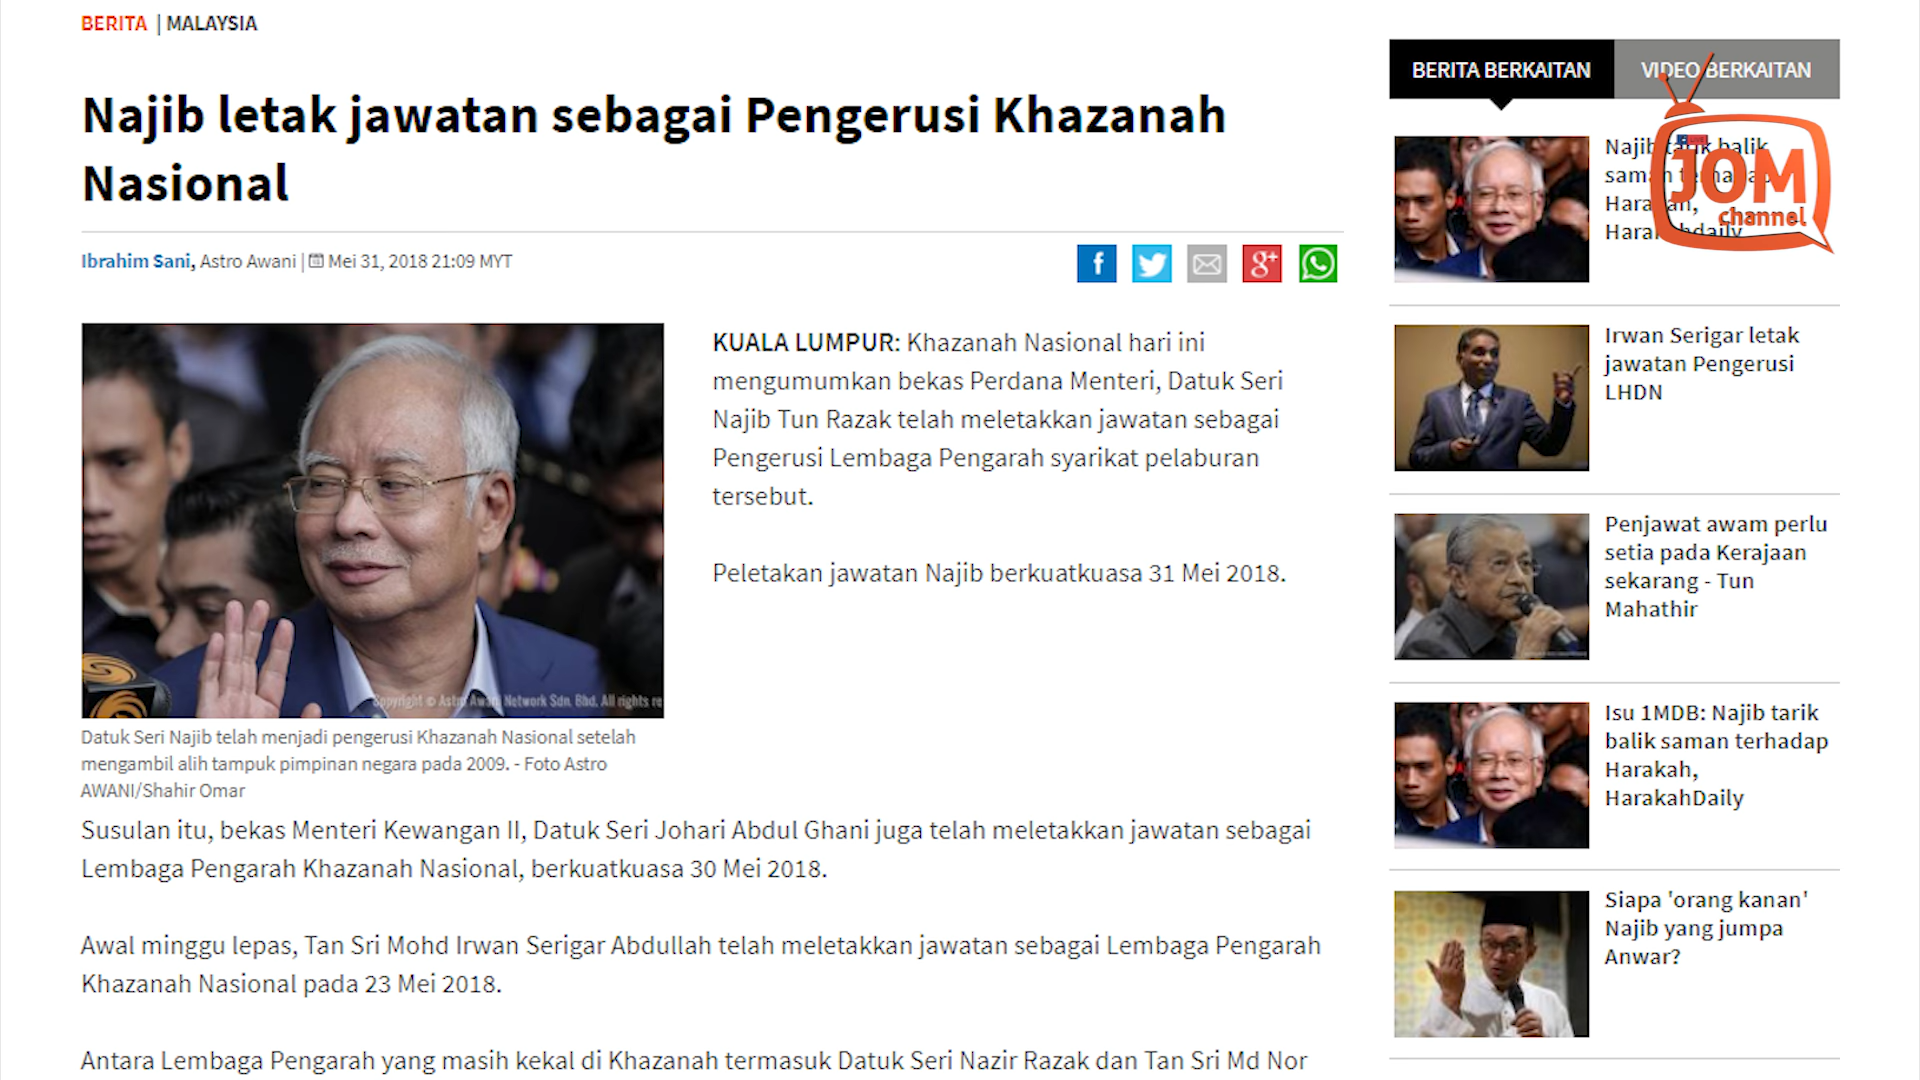 BERITA | MALAYSIA
Najib letak jawatan sebagai Pengerusi Khazanah
Nasional
Ibrahim Sani, Astro Awani | Mei 31, 2018 21:09 MYT
Copyright © Astro Awani Network Sdn. Bhd. All rights re
Datuk Seri Najib telah menjadi pengerusi Khazanah Nasional setelah
mengambil alih tampuk pimpinan negara pada 2009. - Foto Astro
AWANI/Shahir Omar
KUALA LUMPUR: Khazanah Nasional hari ini
mengumumkan bekas Perdana Menteri, Datuk Seri
Najib Tun Razak telah meletakkan jawatan sebagai
Pengerusi Lembaga Pengarah syarikat pelaburan
tersebut.
Peletakan jawatan Najib berkuatkuasa 31 Mei 2018.
Susulan itu, bekas Menteri Kewangan II, Datuk Seri Johari Abdul Ghani juga telah meletakkan jawatan sebagai
Lembaga Pengarah Khazanah Nasional, berkuatkuasa 30 Mei 2018.
Awal minggu lepas, Tan Sri Mohd Irwan Serigar Abdullah telah meletakkan jawatan sebagai Lembaga Pengarah
Khazanah Nasional pada 23 Mei 2018.
Antara Lembaga Pengarah yang masih kekal di Khazanah termasuk Datuk Seri Nazir Razak dan Tan Sri Md Nor
BERITA BERKAITAN
VIDEO BERKAITAN
JOM
channel
Najib tarik balik
saman terhadap
Harakah,
Harakahdaily
Irwan Serigar letak
jawatan Pengerusi
LHDN
Penjawat awam perlu
setia pada Kerajaan
sekarang - Tun
Mahathir
Isu 1MDB: Najib tarik
balik saman terhadap
Harakah,
HarakahDaily
Siapa 'orang kanan'
Najib yang jumpa
Anwar?